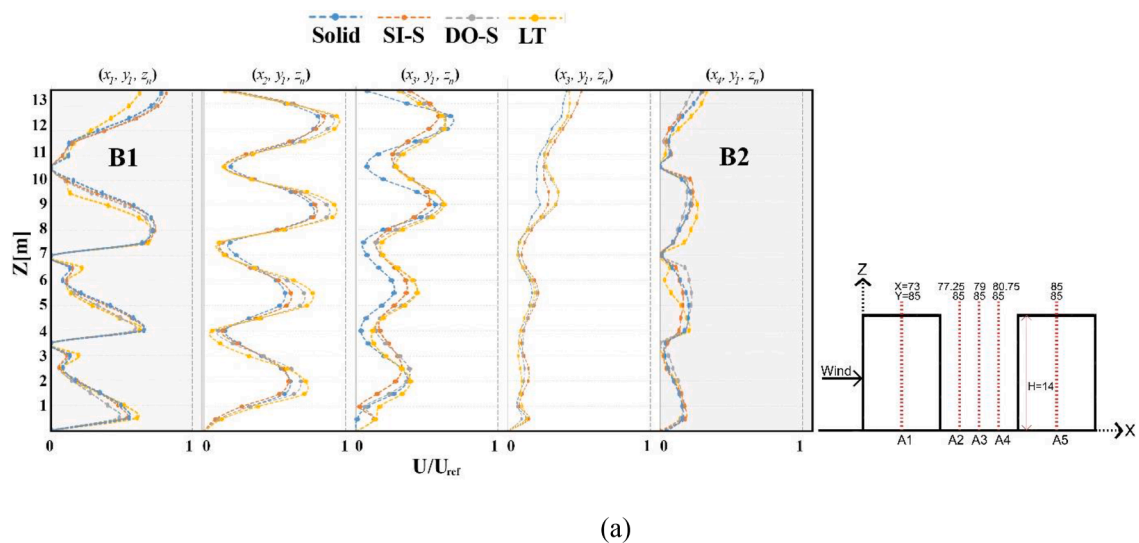 Solid SI-S DO-S LT
(x₁, y₁, zₙ) (x₂, y₁, zₙ) (x₃, y₁, zₙ) (x₃, y₁, zₙ) (x₄, y₁, zₙ)
13
12
11
B1 B2
10
9
8
7
6
5
4
3
2
1
Z[m]
0 1 0 1 0 1 0 1 0 1
U/Uref
Z
X=73 77.25 79 80.75 85
Y=85 85 85 85 85
Wind
H=14
X
A1 A2 A3 A4 A5
(a)